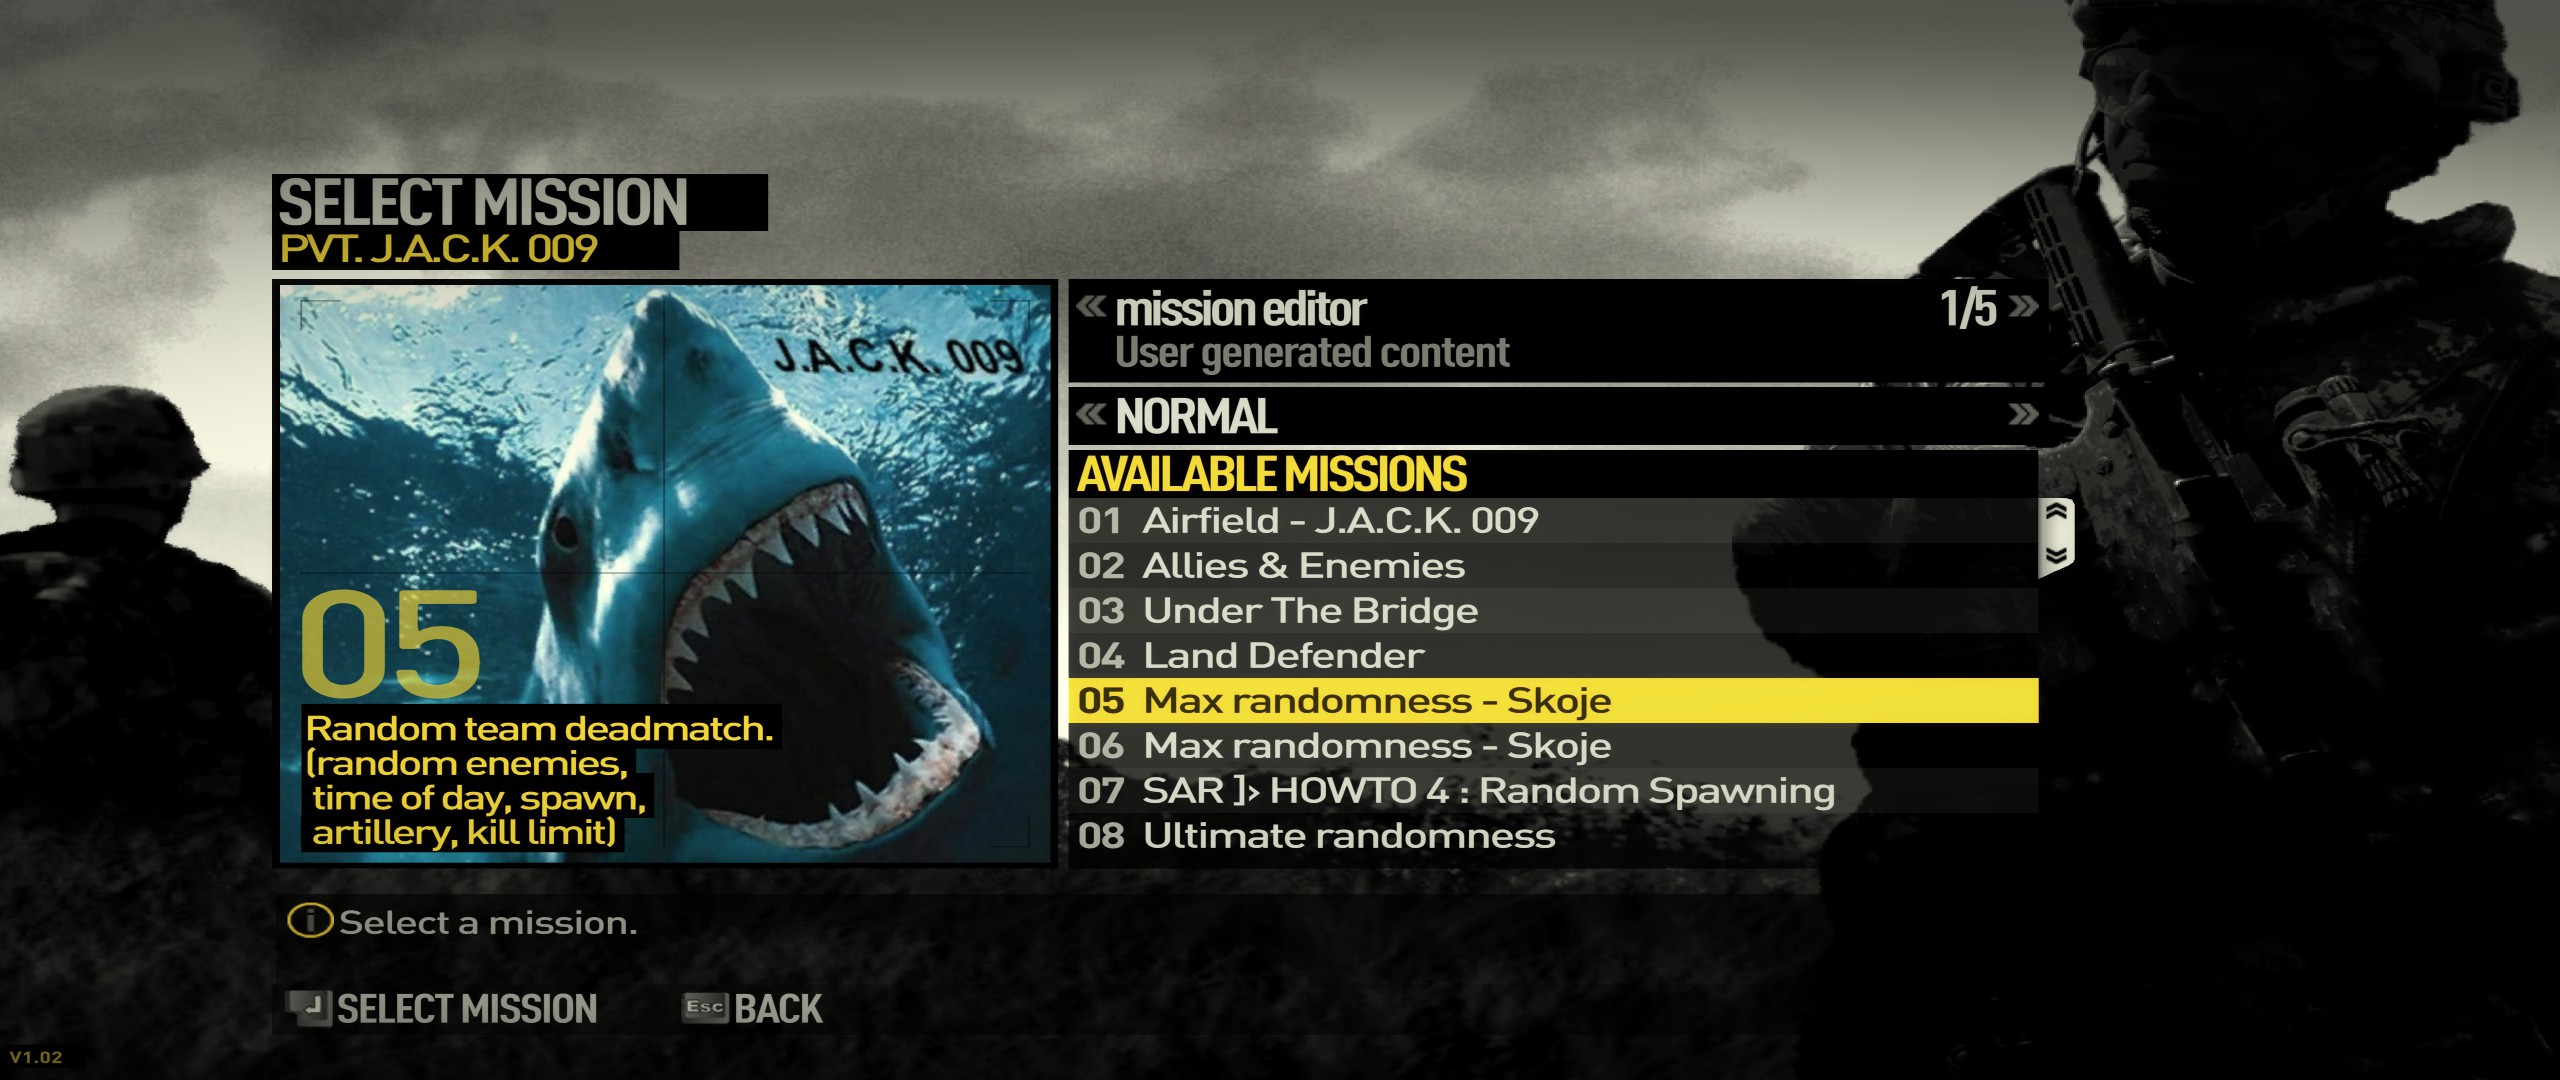 SELECT MISSION
PVT. J.A.C.K. 009
J.A.C.K. 009
05
Random team deadmatch.
(random enemies,
time of day, spawn,
artillery, kill limit)
« mission editor 1/5 »
User generated content
« NORMAL »
AVAILABLE MISSIONS
01 Airfield - J.A.C.K. 009
02 Allies & Enemies
03 Under The Bridge
04 Land Defender
05 Max randomness - Skoje
06 Max randomness - Skoje
07 SAR ]› HOWTO 4 : Random Spawning
08 Ultimate randomness
i Select a mission.
SELECT MISSION Esc BACK
V1.02